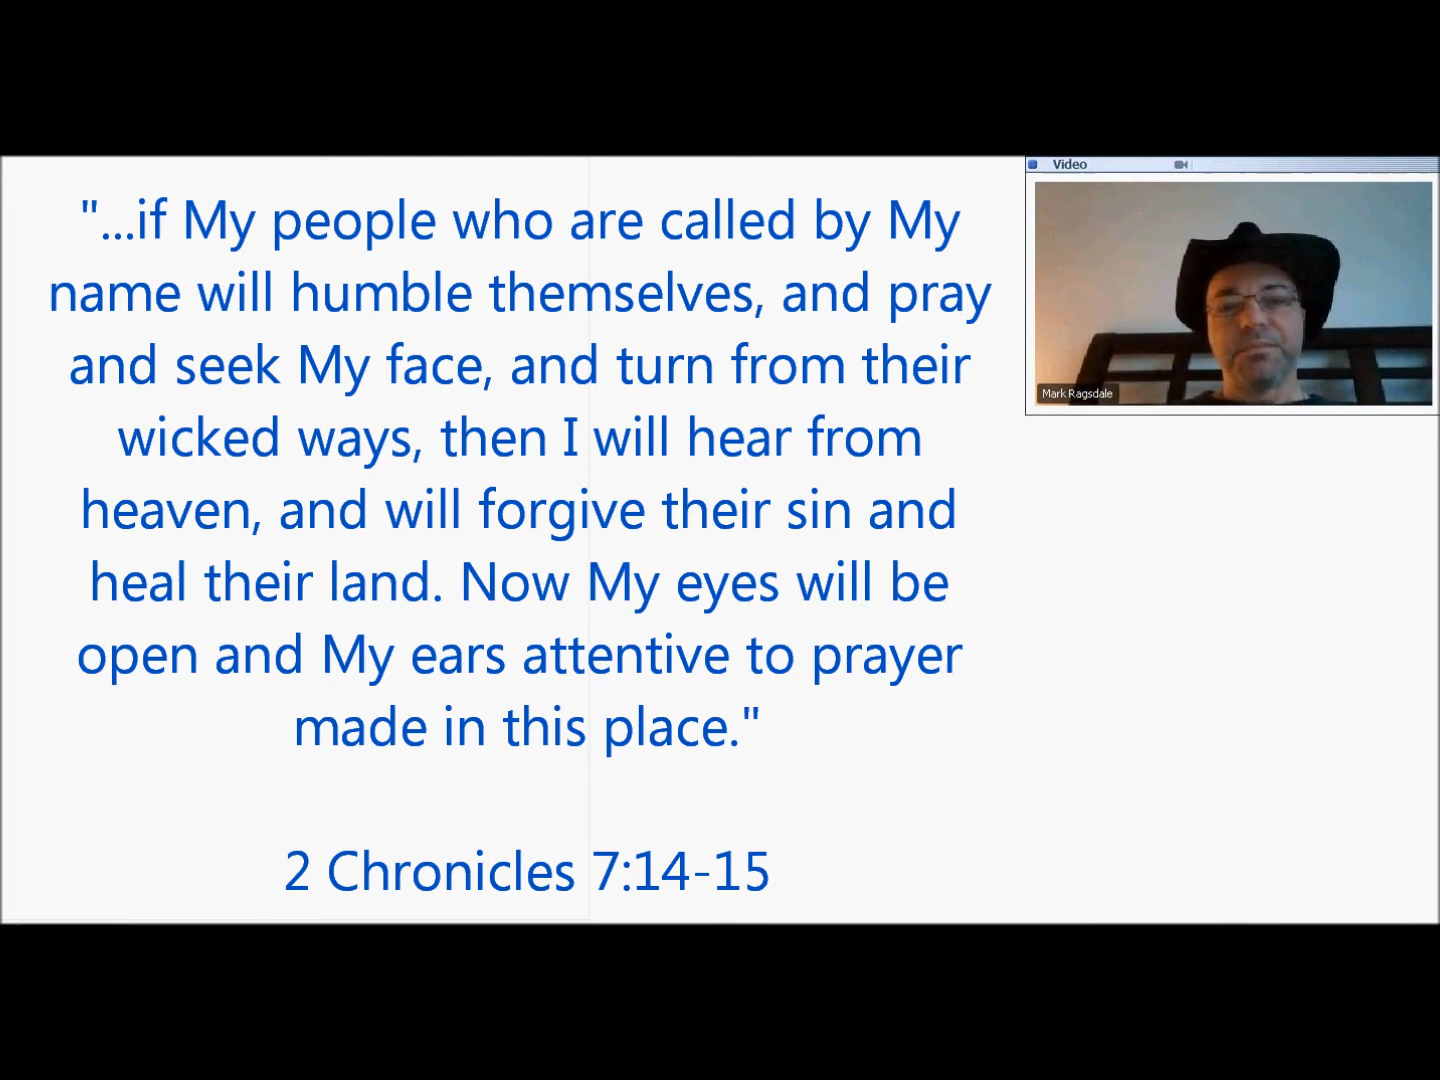 "...if My people who are called by My
name will humble themselves, and pray
and seek My face, and turn from their
wicked ways, then I will hear from
heaven, and will forgive their sin and
heal their land. Now My eyes will be
open and My ears attentive to prayer
made in this place."
2 Chronicles 7:14-15
Video
Mark Ragsdale